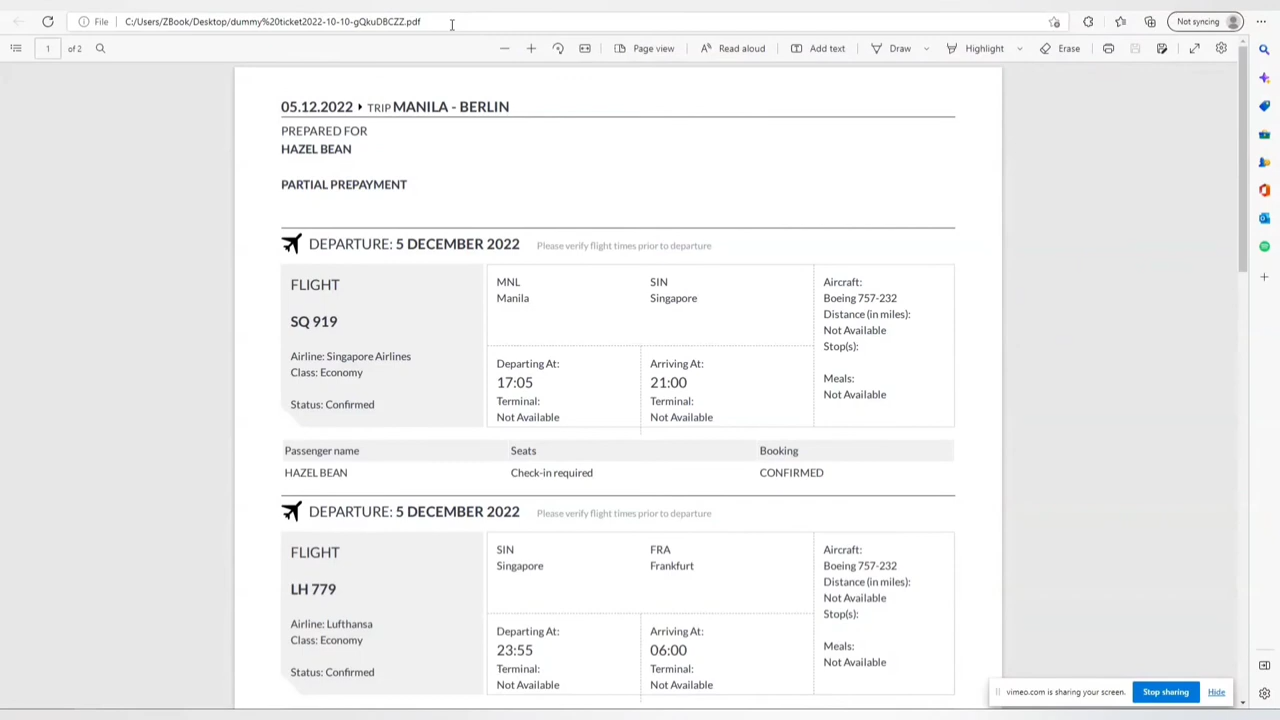 File C:/Users/ZBook/Desktop/dummy%20ticket2022-10-10-gQkuDBCZZ.pdf Not syncing
1 of 2 Page view Read aloud Add text Draw Highlight Erase
05.12.2022 TRIP MANILA - BERLIN
PREPARED FOR
HAZEL BEAN
PARTIAL PREPAYMENT
DEPARTURE: 5 DECEMBER 2022 Please verify flight times prior to departure
FLIGHT
SQ 919
Airline: Singapore Airlines
Class: Economy
Status: Confirmed
MNL
Manila
SIN
Singapore
Departing At:
17:05
Terminal:
Not Available
Arriving At:
21:00
Terminal:
Not Available
Aircraft:
Boeing 757-232
Distance (in miles):
Not Available
Stop(s):
Meals:
Not Available
Passenger name Seats Booking
HAZEL BEAN Check-in required CONFIRMED
DEPARTURE: 5 DECEMBER 2022 Please verify flight times prior to departure
FLIGHT
LH 779
Airline: Lufthansa
Class: Economy
Status: Confirmed
SIN
Singapore
FRA
Frankfurt
Departing At:
23:55
Terminal:
Not Available
Arriving At:
06:00
Terminal:
Not Available
Aircraft:
Boeing 757-232
Distance (in miles):
Not Available
Stop(s):
Meals:
Not Available
vimeo.com is sharing your screen. Stop sharing Hide